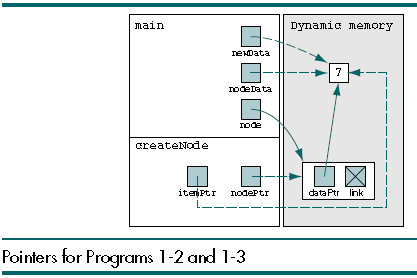 main
Dynamic memory
newData
7
nodeData
node
createNode
itemPtr
nodePtr
dataPtr
link
Pointers for Programs 1-2 and 1-3